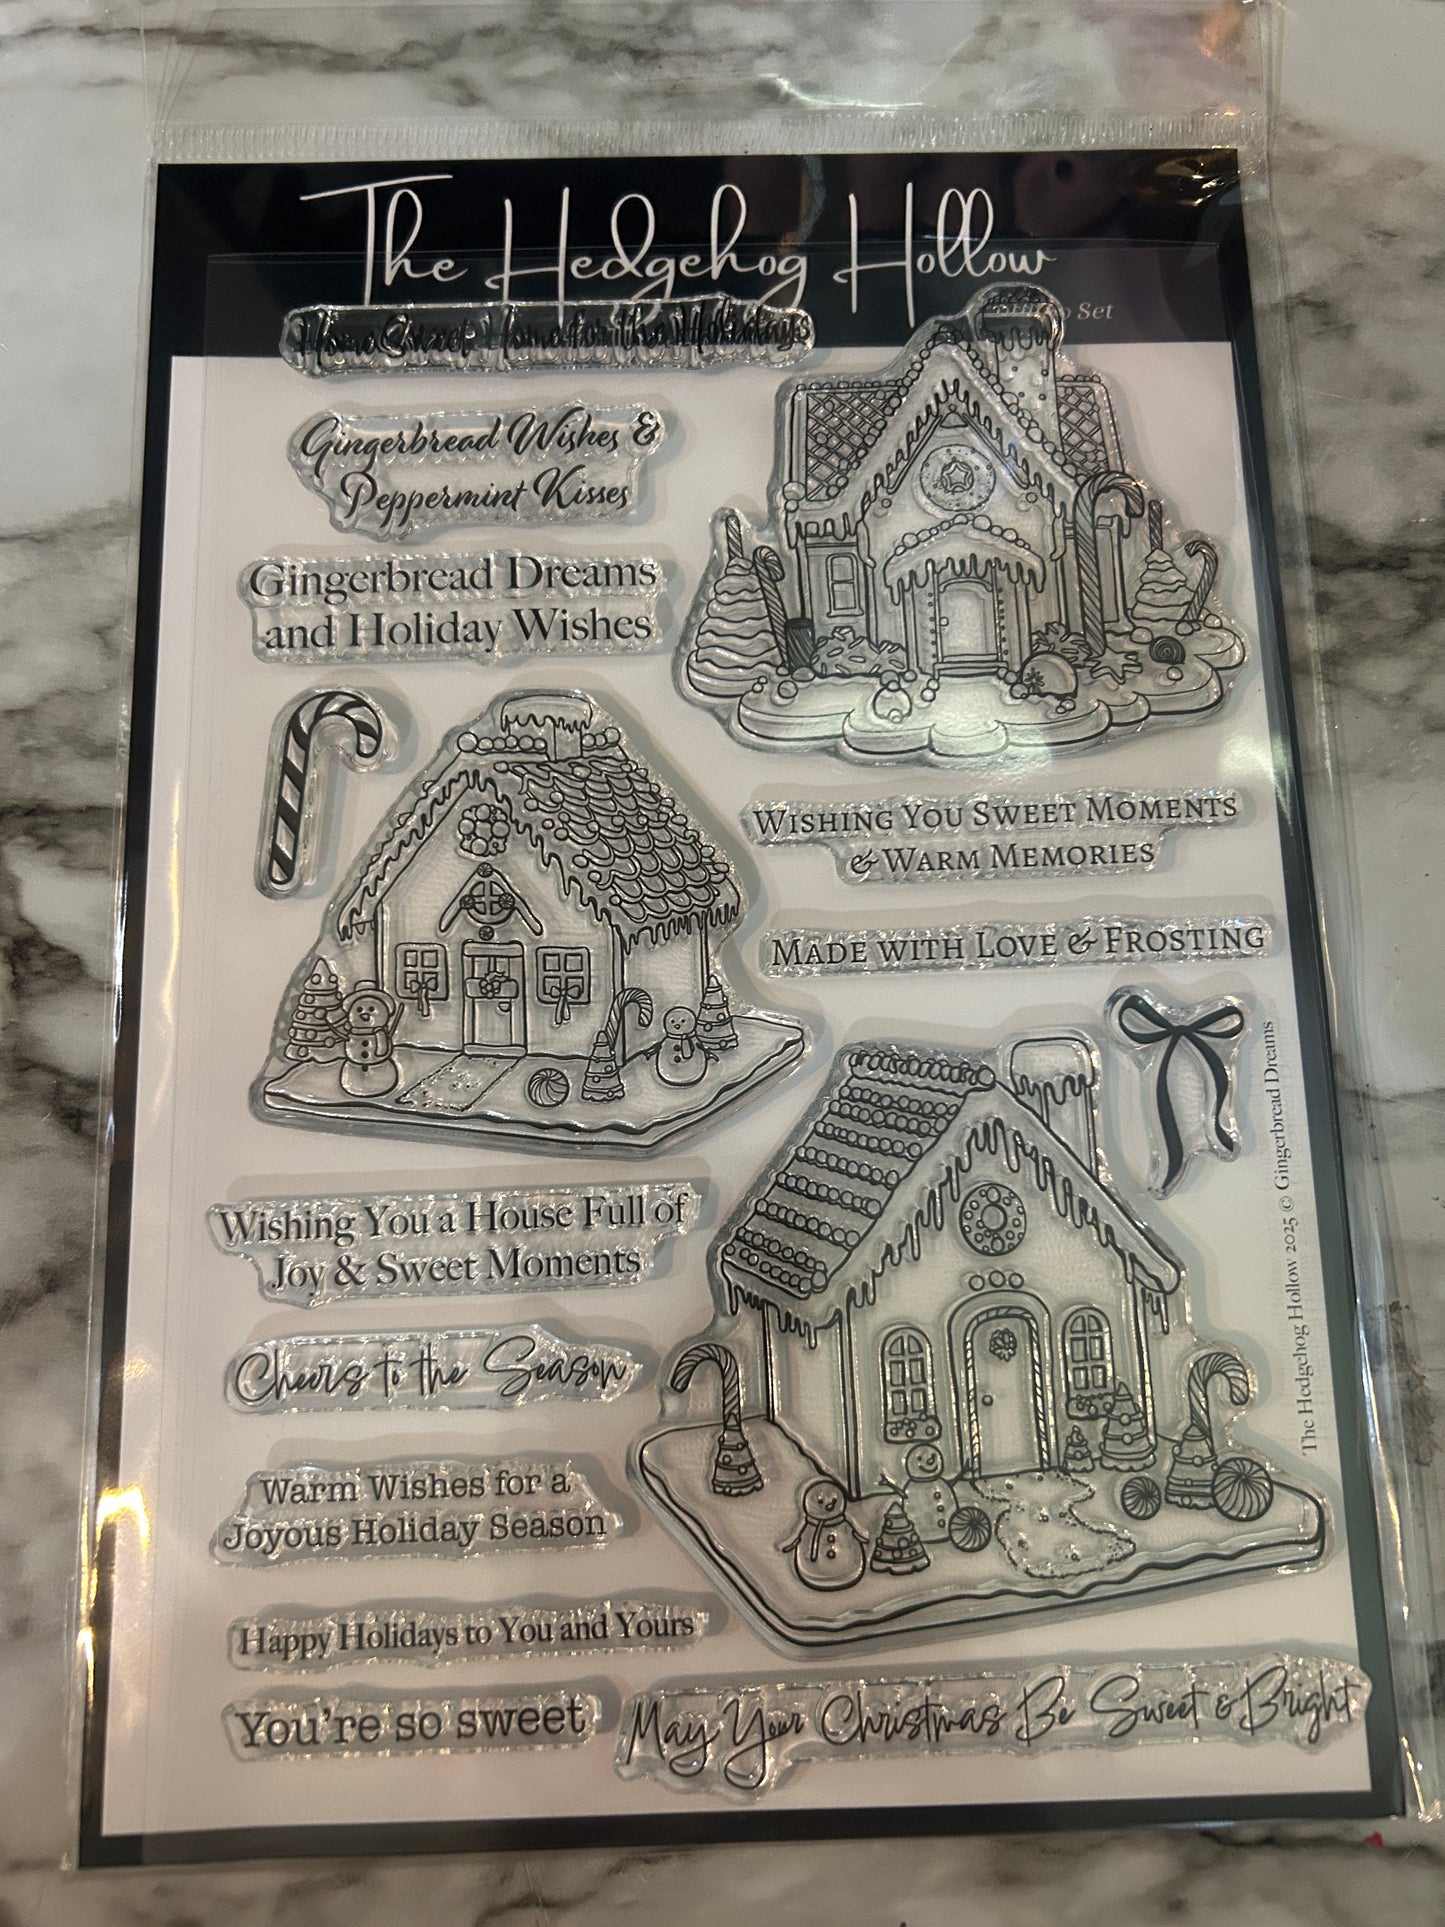 The Hedgehog Hollow
Set
Home Sweet Home for the Holidays
Gingerbread Wishes &
Peppermint Kisses
Gingerbread Dreams
and Holiday Wishes
Wishing You Sweet Moments
& Warm Memories
Made with Love & Frosting
The Hedgehog Hollow 2025 © Gingerbread Dreams
Wishing You a House Full of
Joy & Sweet Moments
Cheers to the Season
Warm Wishes for a
Joyous Holiday Season
Happy Holidays to You and Yours
You're so sweet
May Your Christmas Be Sweet & Bright